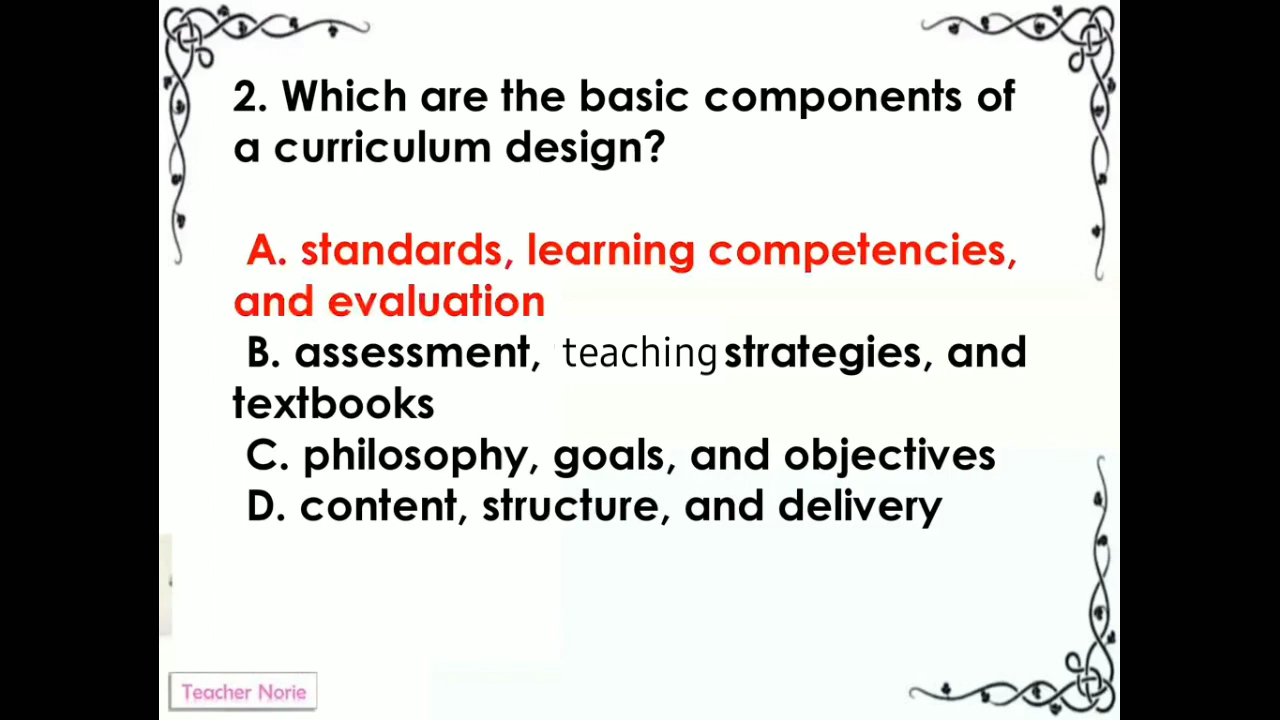 2. Which are the basic components of
a curriculum design?
A. standards, learning competencies,
and evaluation
B. assessment, teaching strategies, and
textbooks
C. philosophy, goals, and objectives
D. content, structure, and delivery
Teacher Norie